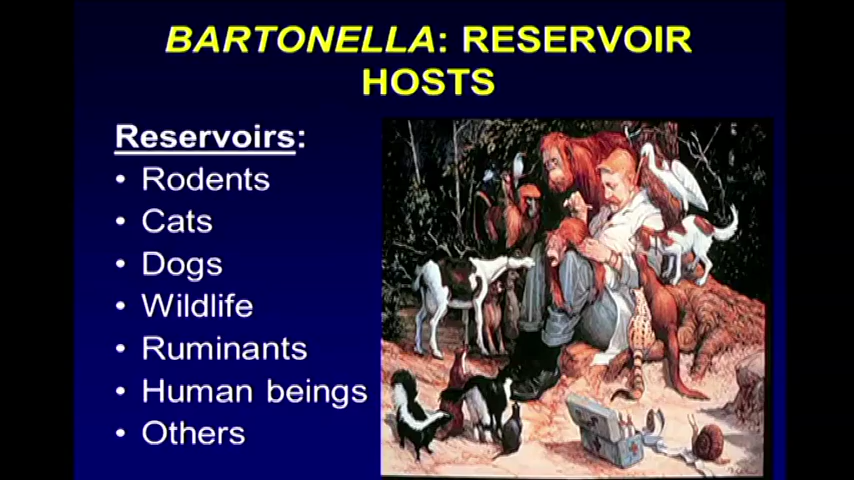 BARTONELLA: RESERVOIR
HOSTS
Reservoirs:
• Rodents
• Cats
• Dogs
• Wildlife
• Ruminants
• Human beings
• Others